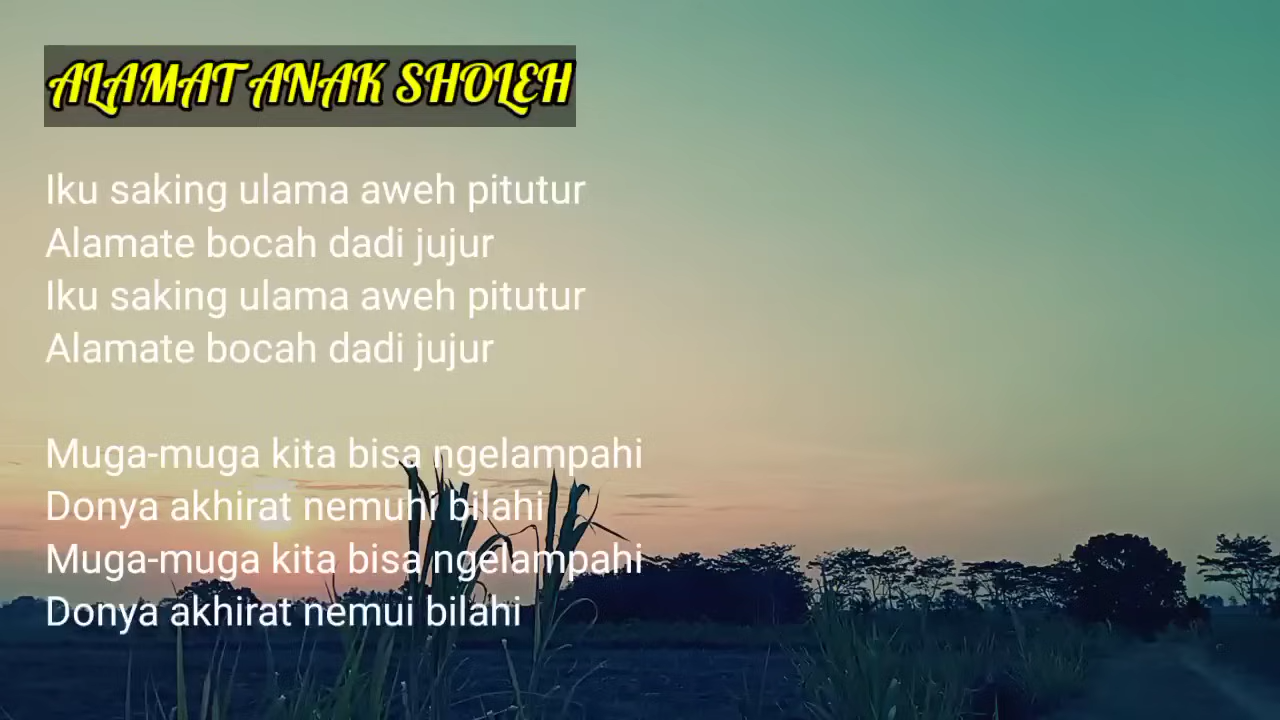 ALAMAT ANAK SHOLEH
Iku saking ulama aweh pitutur
Alamate bocah dadi jujur
Iku saking ulama aweh pitutur
Alamate bocah dadi jujur
Muga-muga kita bisa ngelampahi
Donya akhirat nemuhi bilahi
Muga-muga kita bisa ngelampahi
Donya akhirat nemui bilahi